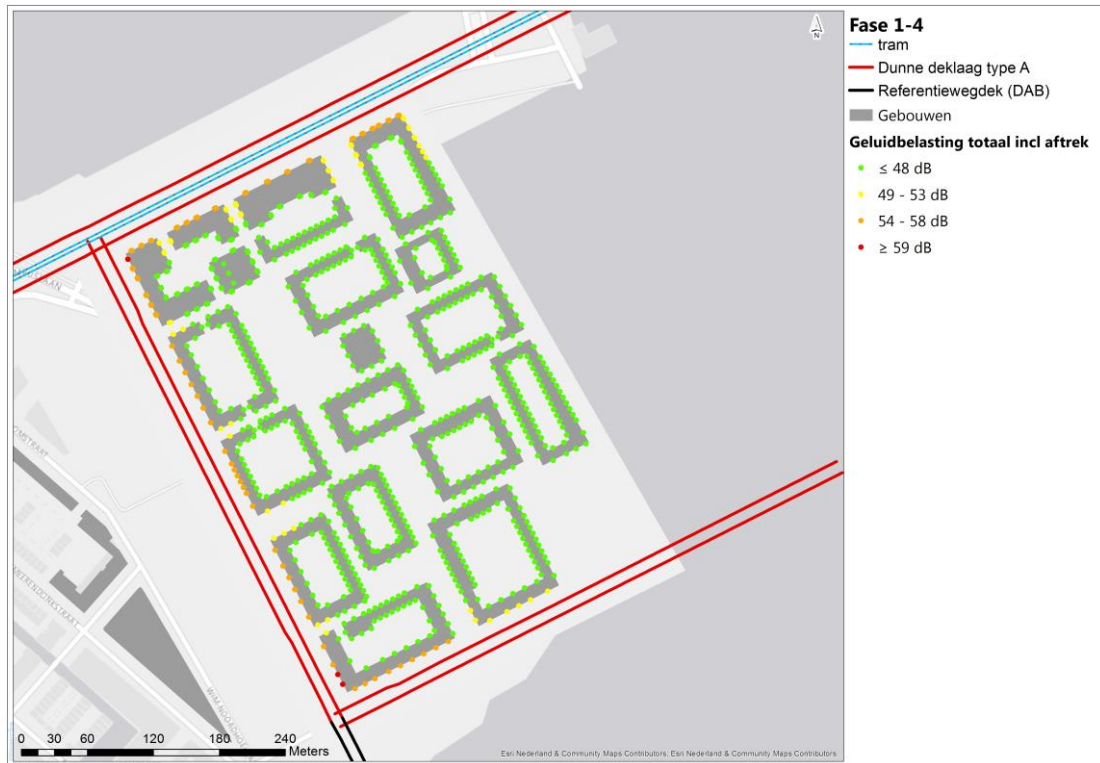 N
Fase 1-4
tram
Dunne deklaag type A
Referentiewegdek (DAB)
Gebouwen
Geluidbelasting totaal incl aftrek
≤ 48 dB
49 - 53 dB
54 - 58 dB
≥ 59 dB
0 30 60 120 180 240
Meters
Esri Nederland & Community Maps Contributors, Esri Nederland & Community Maps Contributors